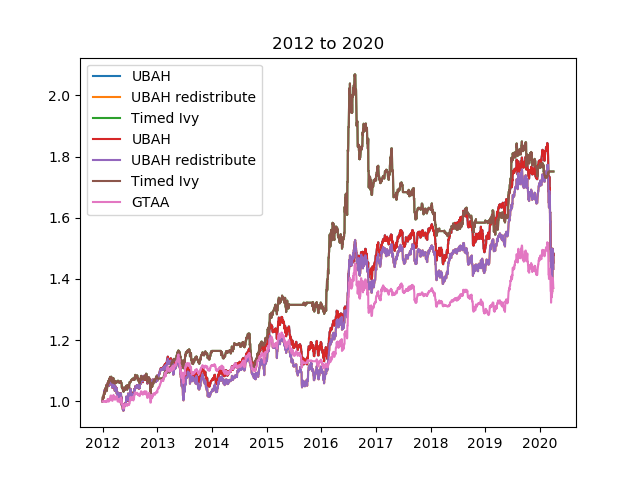 2012 to 2020
UBAH
UBAH redistribute
Timed Ivy
UBAH
UBAH redistribute
Timed Ivy
GTAA
2.0
1.8
1.6
1.4
1.2
1.0
2012 2013 2014 2015 2016 2017 2018 2019 2020